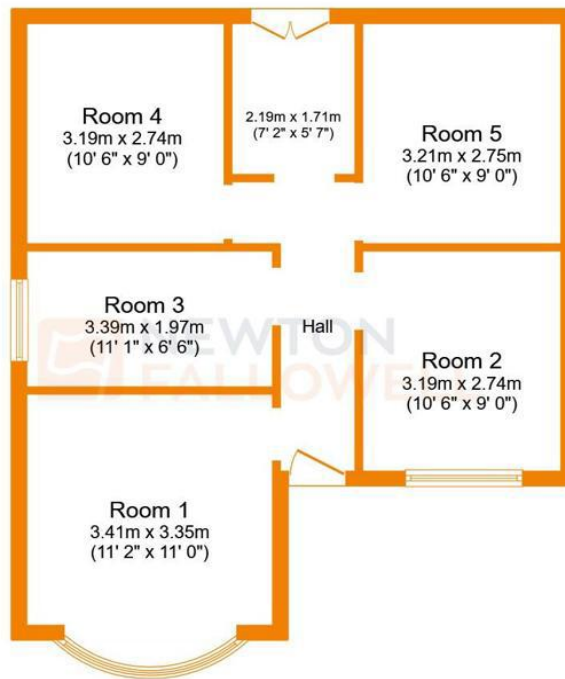 Room 4
3.19m x 2.74m
(10' 6" x 9' 0")
2.19m x 1.71m
(7' 2" x 5' 7")
Room 5
3.21m x 2.75m
(10' 6" x 9' 0")
Room 3
3.39m x 1.97m
(11' 1" x 6' 6")
Hall
NEWTON
FALLOWELL
Room 2
3.19m x 2.74m
(10' 6" x 9' 0")
Room 1
3.41m x 3.35m
(11' 2" x 11' 0")